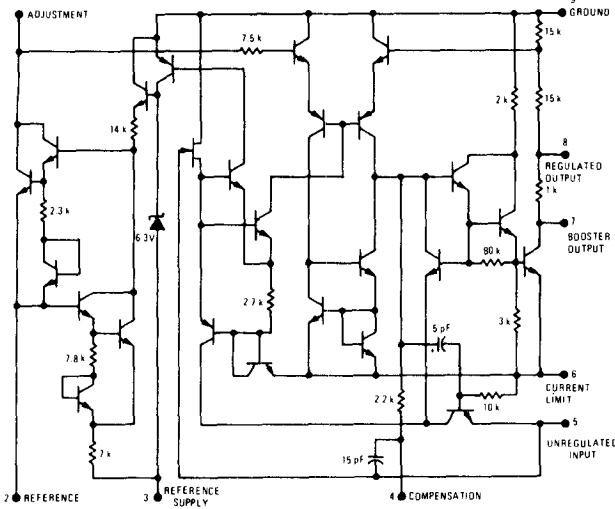 ADJUSTMENT
9
GROUND
7.5 k
15 k
2 k
15 k
14 k
8
REGULATED
OUTPUT
2.3 k
1 k
6.3V
7
BOOSTER
OUTPUT
80 k
2.7 k
3 k
7.8 k
5 pF
6
CURRENT
LIMIT
2.2 k
10 k
5
UNREGULATED
INPUT
7 k
15 pF
2
REFERENCE
3
REFERENCE
SUPPLY
4
COMPENSATION